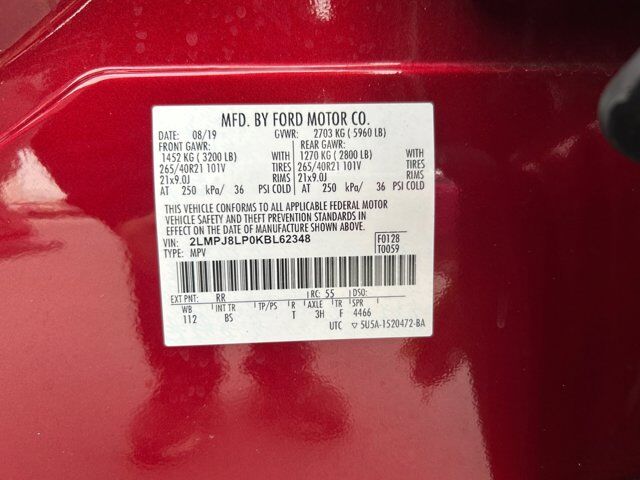 MFD. BY FORD MOTOR CO.
DATE: 08/19 GVWR: 2703 KG (5960 LB)
FRONT GAWR: REAR GAWR:
1452 KG (3200 LB) WITH 1270 KG (2800 LB) WITH
265/40R21 101V TIRES 265/40R21 101V TIRES
21x9.0J RIMS 21x9.0J RIMS
AT 250 kPa/ 36 PSI COLD AT 250 kPa/ 36 PSI COLD
THIS VEHICLE CONFORMS TO ALL APPLICABLE FEDERAL MOTOR
VEHICLE SAFETY AND THEFT PREVENTION STANDARDS IN
EFFECT ON THE DATE OF MANUFACTURE SHOWN ABOVE.
VIN: 2LMPJ8LP0KBL62348 F0128
TYPE: MPV T0059
EXT PNT: RR RC: 55 DSO:
WB INT TR TP/PS R AXLE TR SPR
112 BS T 3H F 4466
UTC ▽ 5U5A-1520472-BA